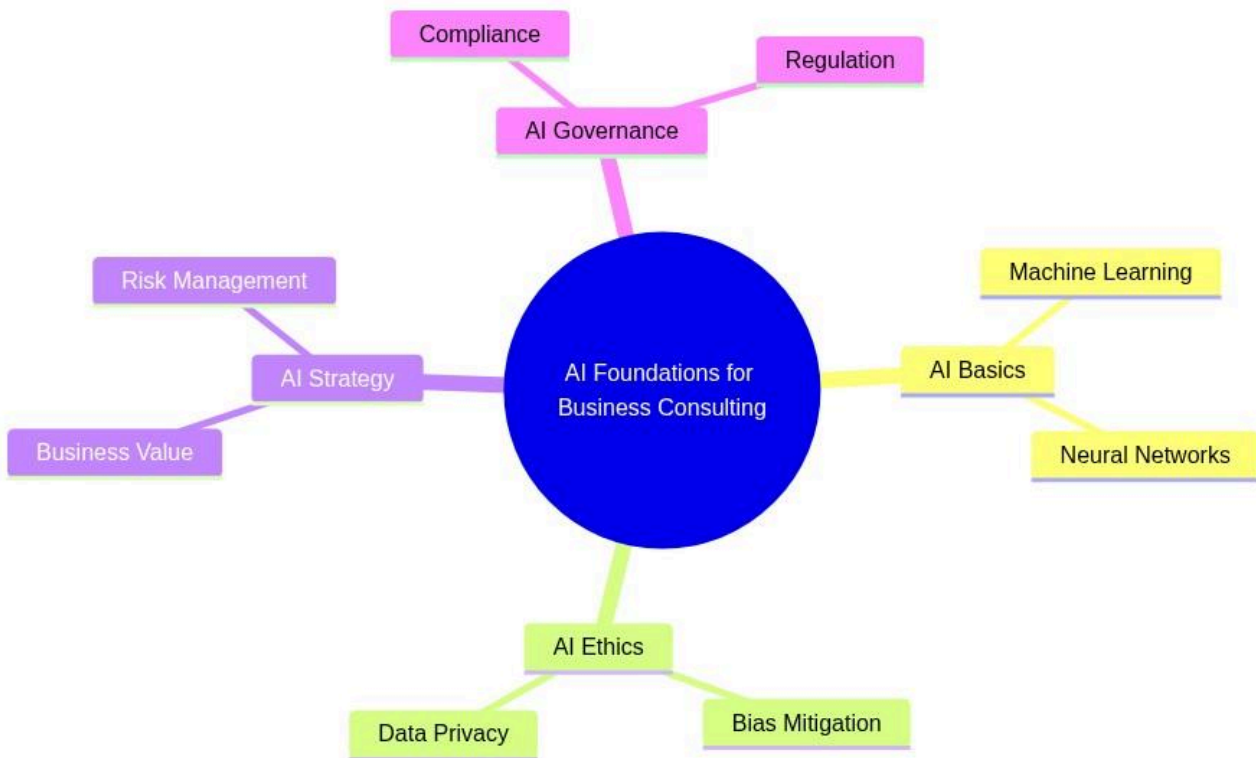 Compliance
Regulation
AI Governance
Risk Management
Machine Learning
AI Strategy
AI Foundations for
Business Consulting
AI Basics
Business Value
Neural Networks
AI Ethics
Data Privacy
Bias Mitigation